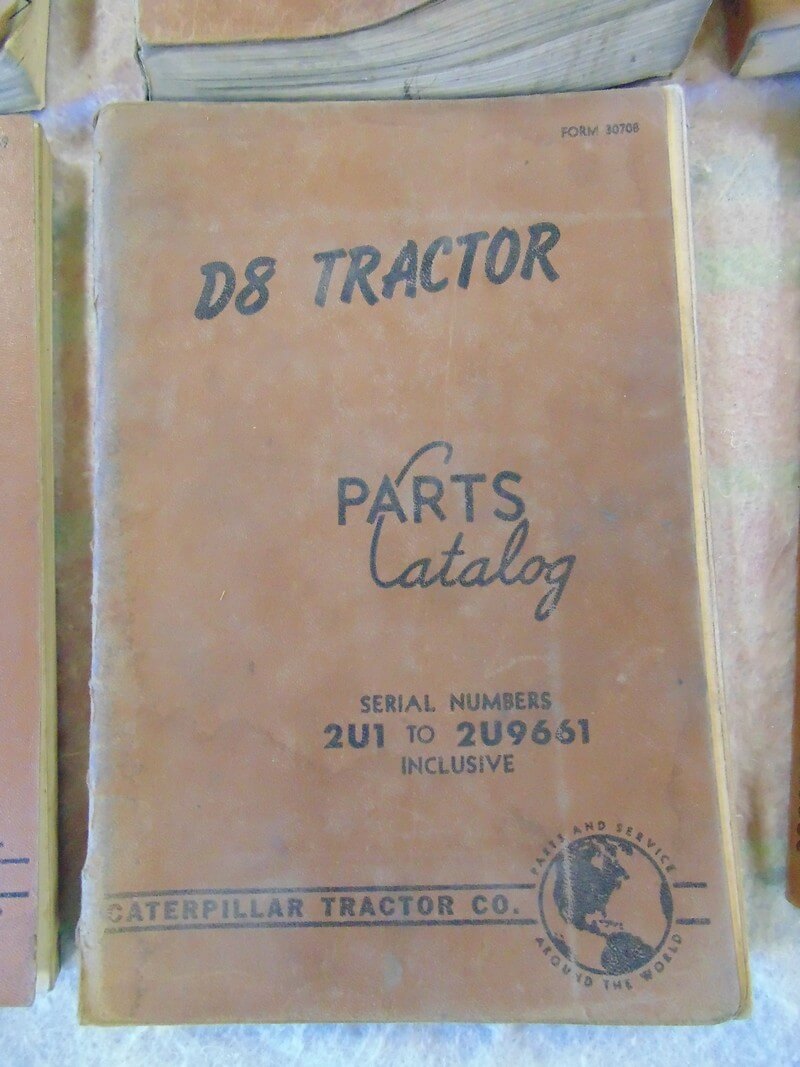 FORM 30708
D8 TRACTOR
PARTS
Catalog
SERIAL NUMBERS
2U1 TO 2U9661
INCLUSIVE
CATERPILLAR TRACTOR CO.
PARTS AND SERVICE
AROUND THE WORLD